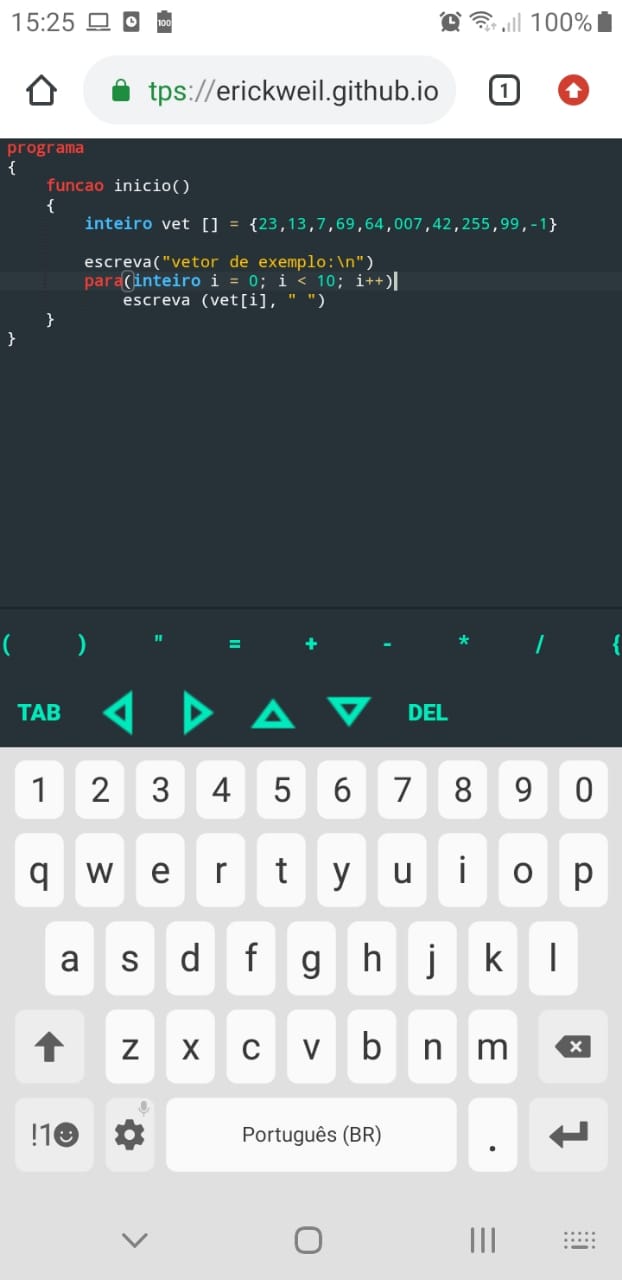 15:25 100 100%
tps://erickweil.github.io 1
programa
{
funcao inicio()
{
inteiro vet [] = {23,13,7,69,64,007,42,255,99,-1}
escreva("vetor de exemplo:\n")
para(inteiro i = 0; i < 10; i++)
escreva (vet[i], " ")
}
}
( ) " = + - * / {
TAB DEL
1 2 3 4 5 6 7 8 9 0
q w e r t y u i o p
a s d f g h j k l
z x c v b n m
!1 Português (BR) .